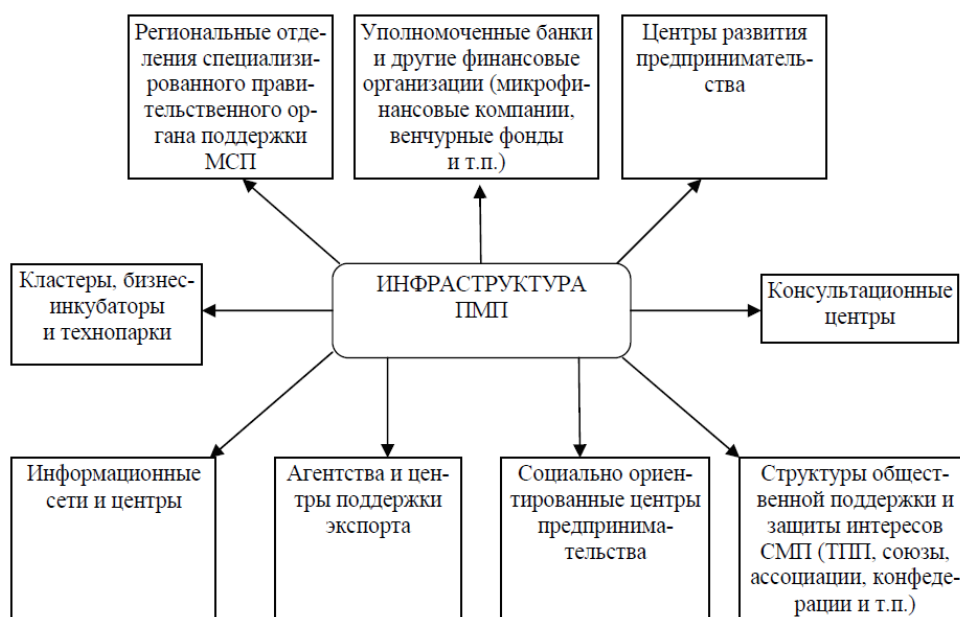 Региональные отде-
ления специализи-
рованного прави-
тельственного ор-
гана поддержки
МСП
Уполномоченные банки
и другие финансовые
организации (микрофи-
нансовые компании,
венчурные фонды
и т.п.)
Центры развития
предпринимательс-
тва
Кластеры, бизнес-
инкубаторы
и технопарки
ИНФРАСТРУКТУРА
ПМП
Консультационные
центры
Информационные
сети и центры
Агентства и цен-
тры поддержки
экспорта
Социально ориен-
тированные центры
предпринима-
тельства
Структуры общест-
венной поддержки и
защиты интересов
СМП (ТПП, союзы,
ассоциации, конфеде-
рации и т.п.)